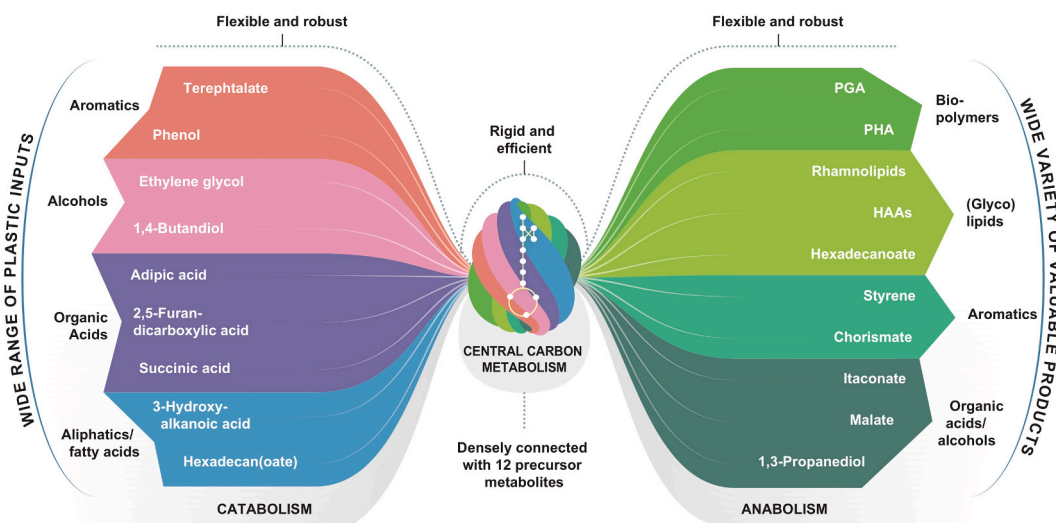 Flexible and robust
Flexible and robust
WIDE RANGE OF PLASTIC INPUTS
Aromatics
Terephtalate
Phenol
Alcohols
Ethylene glycol
1,4-Butandiol
Organic
Acids
Adipic acid
2,5-Furan-
dicarboxylic acid
Succinic acid
Aliphatics/
fatty acids
3-Hydroxy-
alkanoic acid
Hexadecan(oate)
CATABOLISM
Rigid and
efficient
CENTRAL CARBON
METABOLISM
Densely connected
with 12 precursor
metabolites
PGA
PHA
Bio-
polymers
Rhamnolipids
HAAs
Hexadecanoate
(Glyco)
lipids
Styrene
Chorismate
Aromatics
Itaconate
Malate
1,3-Propanediol
Organic
acids/
alcohols
ANABOLISM
WIDE VARIETY OF VALUABLE PRODUCTS